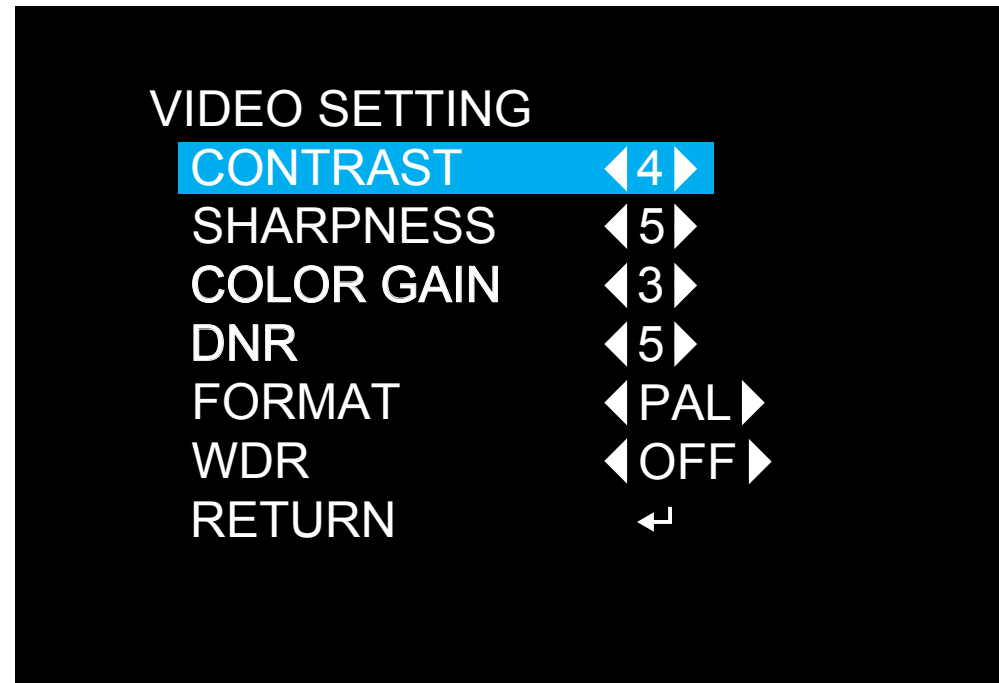 VIDEO SETTING
CONTRAST 4
SHARPNESS 5
COLOR GAIN 3
DNR 5
FORMAT PAL
WDR OFF
RETURN